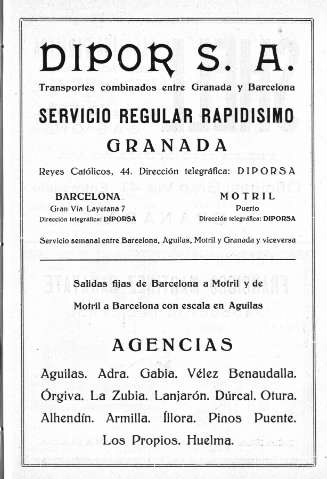 DIPOR S. A.
Transportes combinados entre Granada y Barcelona
SERVICIO REGULAR RAPIDISIMO
GRANADA
Reyes Católicos, 44. Dirección telegráfica: DIPORSA
BARCELONA
Gran Vía Layetana 7
Dirección telegráfica: DIPORSA
MOTRIL
Puerto
Dirección telegráfica: DIPORSA
Servicio semanal entre Barcelona, Aguilas, Motril y Granada y viceversa
Salidas fijas de Barcelona a Motril y de
Motril a Barcelona con escala en Aguilas
AGENCIAS
Aguilas. Adra. Gabia. Vélez Benaudalla.
Órgiva. La Zubia. Lanjarón. Dúrcal. Otura.
Alhendín. Armilla. Íllora. Pinos Puente.
Los Propios. Huelma.